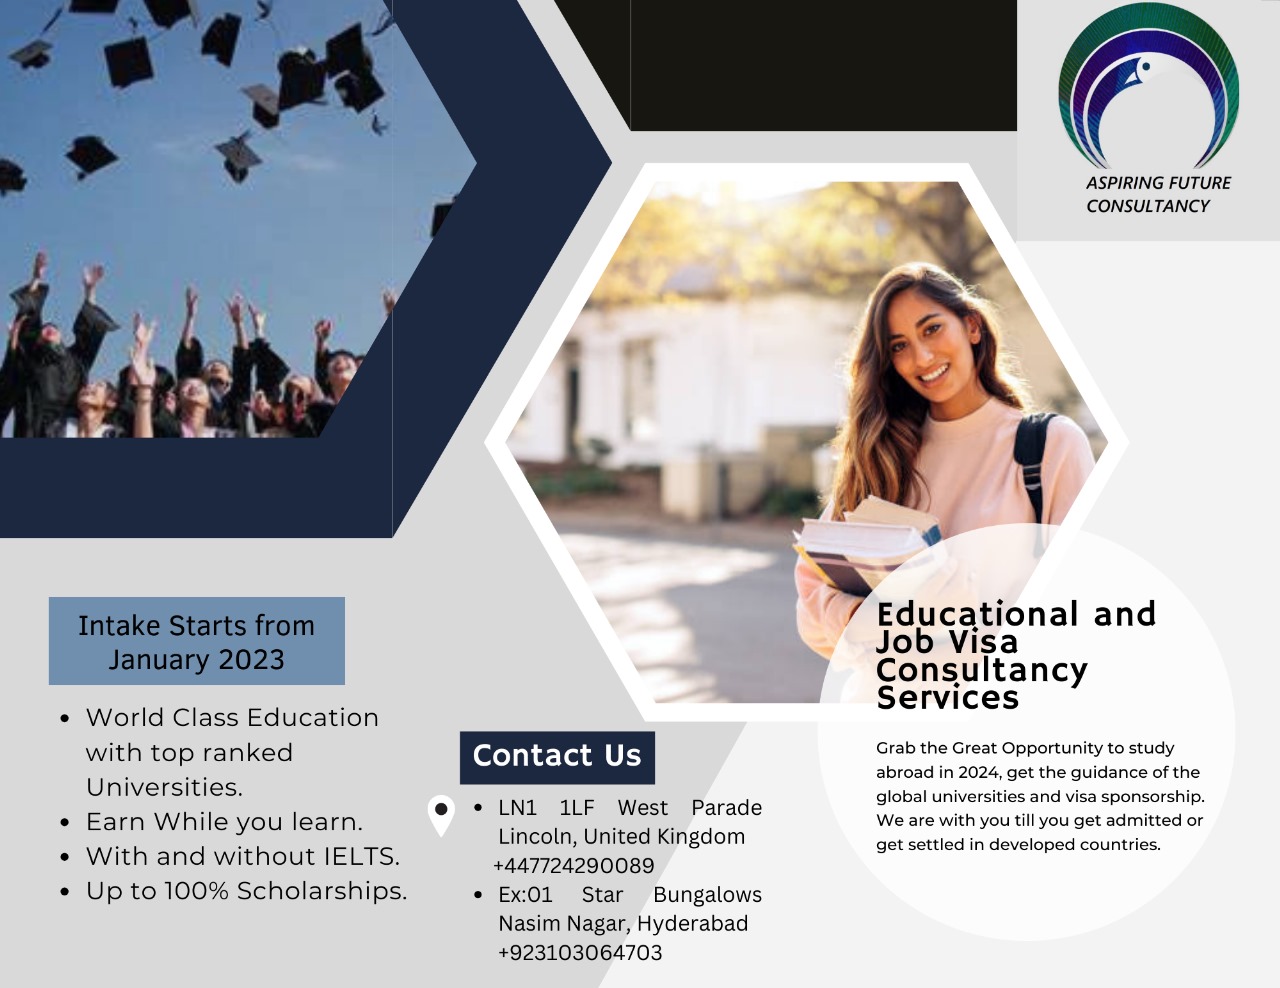 ASPIRING FUTURE
CONSULTANCY
Intake Starts from
January 2023
• World Class Education
with top ranked
Universities.
• Earn While you learn.
• With and without IELTS.
• Up to 100% Scholarships.
Contact Us
• LN1 1LF West Parade
Lincoln, United Kingdom
+447724290089
• Ex:01 Star Bungalows
Nasim Nagar, Hyderabad
+923103064703
Educational and
Job Visa
Consultancy
Services
Grab the Great Opportunity to study
abroad in 2024, get the guidance of the
global universities and visa sponsorship.
We are with you till you get admitted or
get settled in developed countries.